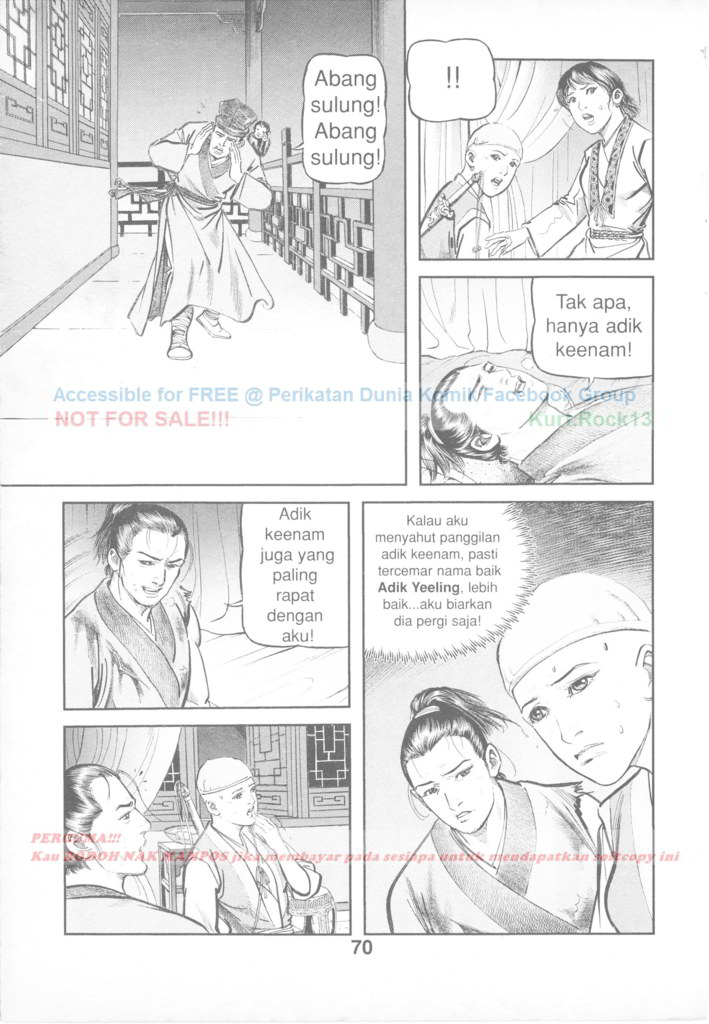 Abang
sulung!
Abang
sulung!
!!
Tak apa,
hanya adik
keenam!
Accessible for FREE @ Perikatan Dunia Komik Facebook Group
NOT FOR SALE!!!
Kurt.Rock13
Adik
keenam
juga yang
paling
rapat
dengan
aku!
Kalau aku
menyahut panggilan
adik keenam, pasti
tercemar nama baik
Adik Yeeling, lebih
baik...aku biarkan
dia pergi saja!
Kau BODOH NAK MAMPOS jika membayar pada sesiapa untuk mendapatkan softcopy ini
70